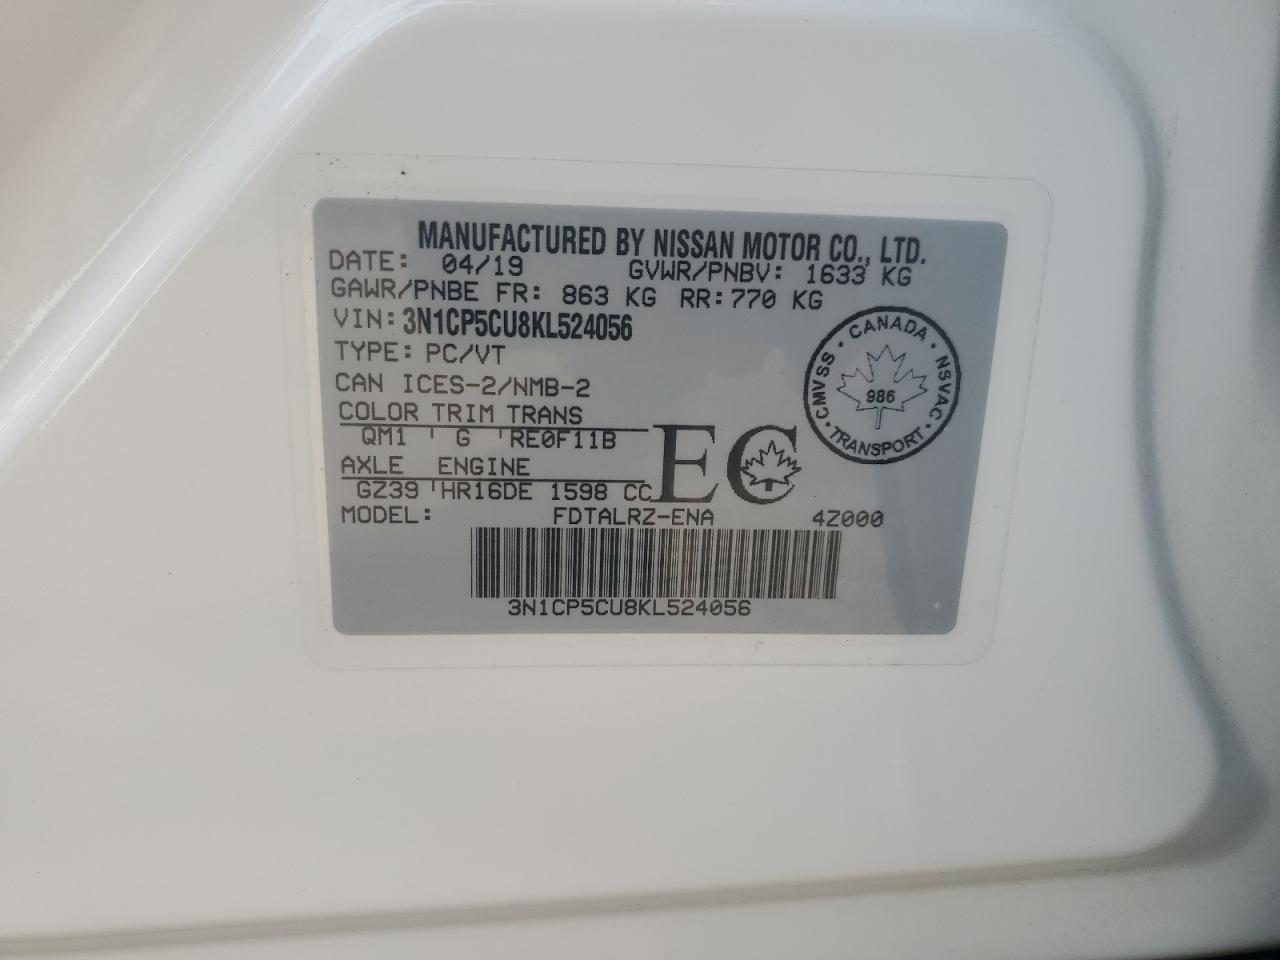 MANUFACTURED BY NISSAN MOTOR CO., LTD.
DATE: 04/19 GVWR/PNBV: 1633 KG
GAWR/PNBE FR: 863 KG RR: 770 KG
VIN: 3N1CP5CU8KL524056
TYPE: PC/VT
CAN ICES-2/NMB-2
COLOR TRIM TRANS
QM1 G RE0F11B
AXLE ENGINE
GZ39 HR16DE 1598 CC
MODEL: FDTALRZ-ENA 4Z000
3N1CP5CU8KL524056
CMVSS · CANADA · NSVAC · TRANSPORT ·
986
EC